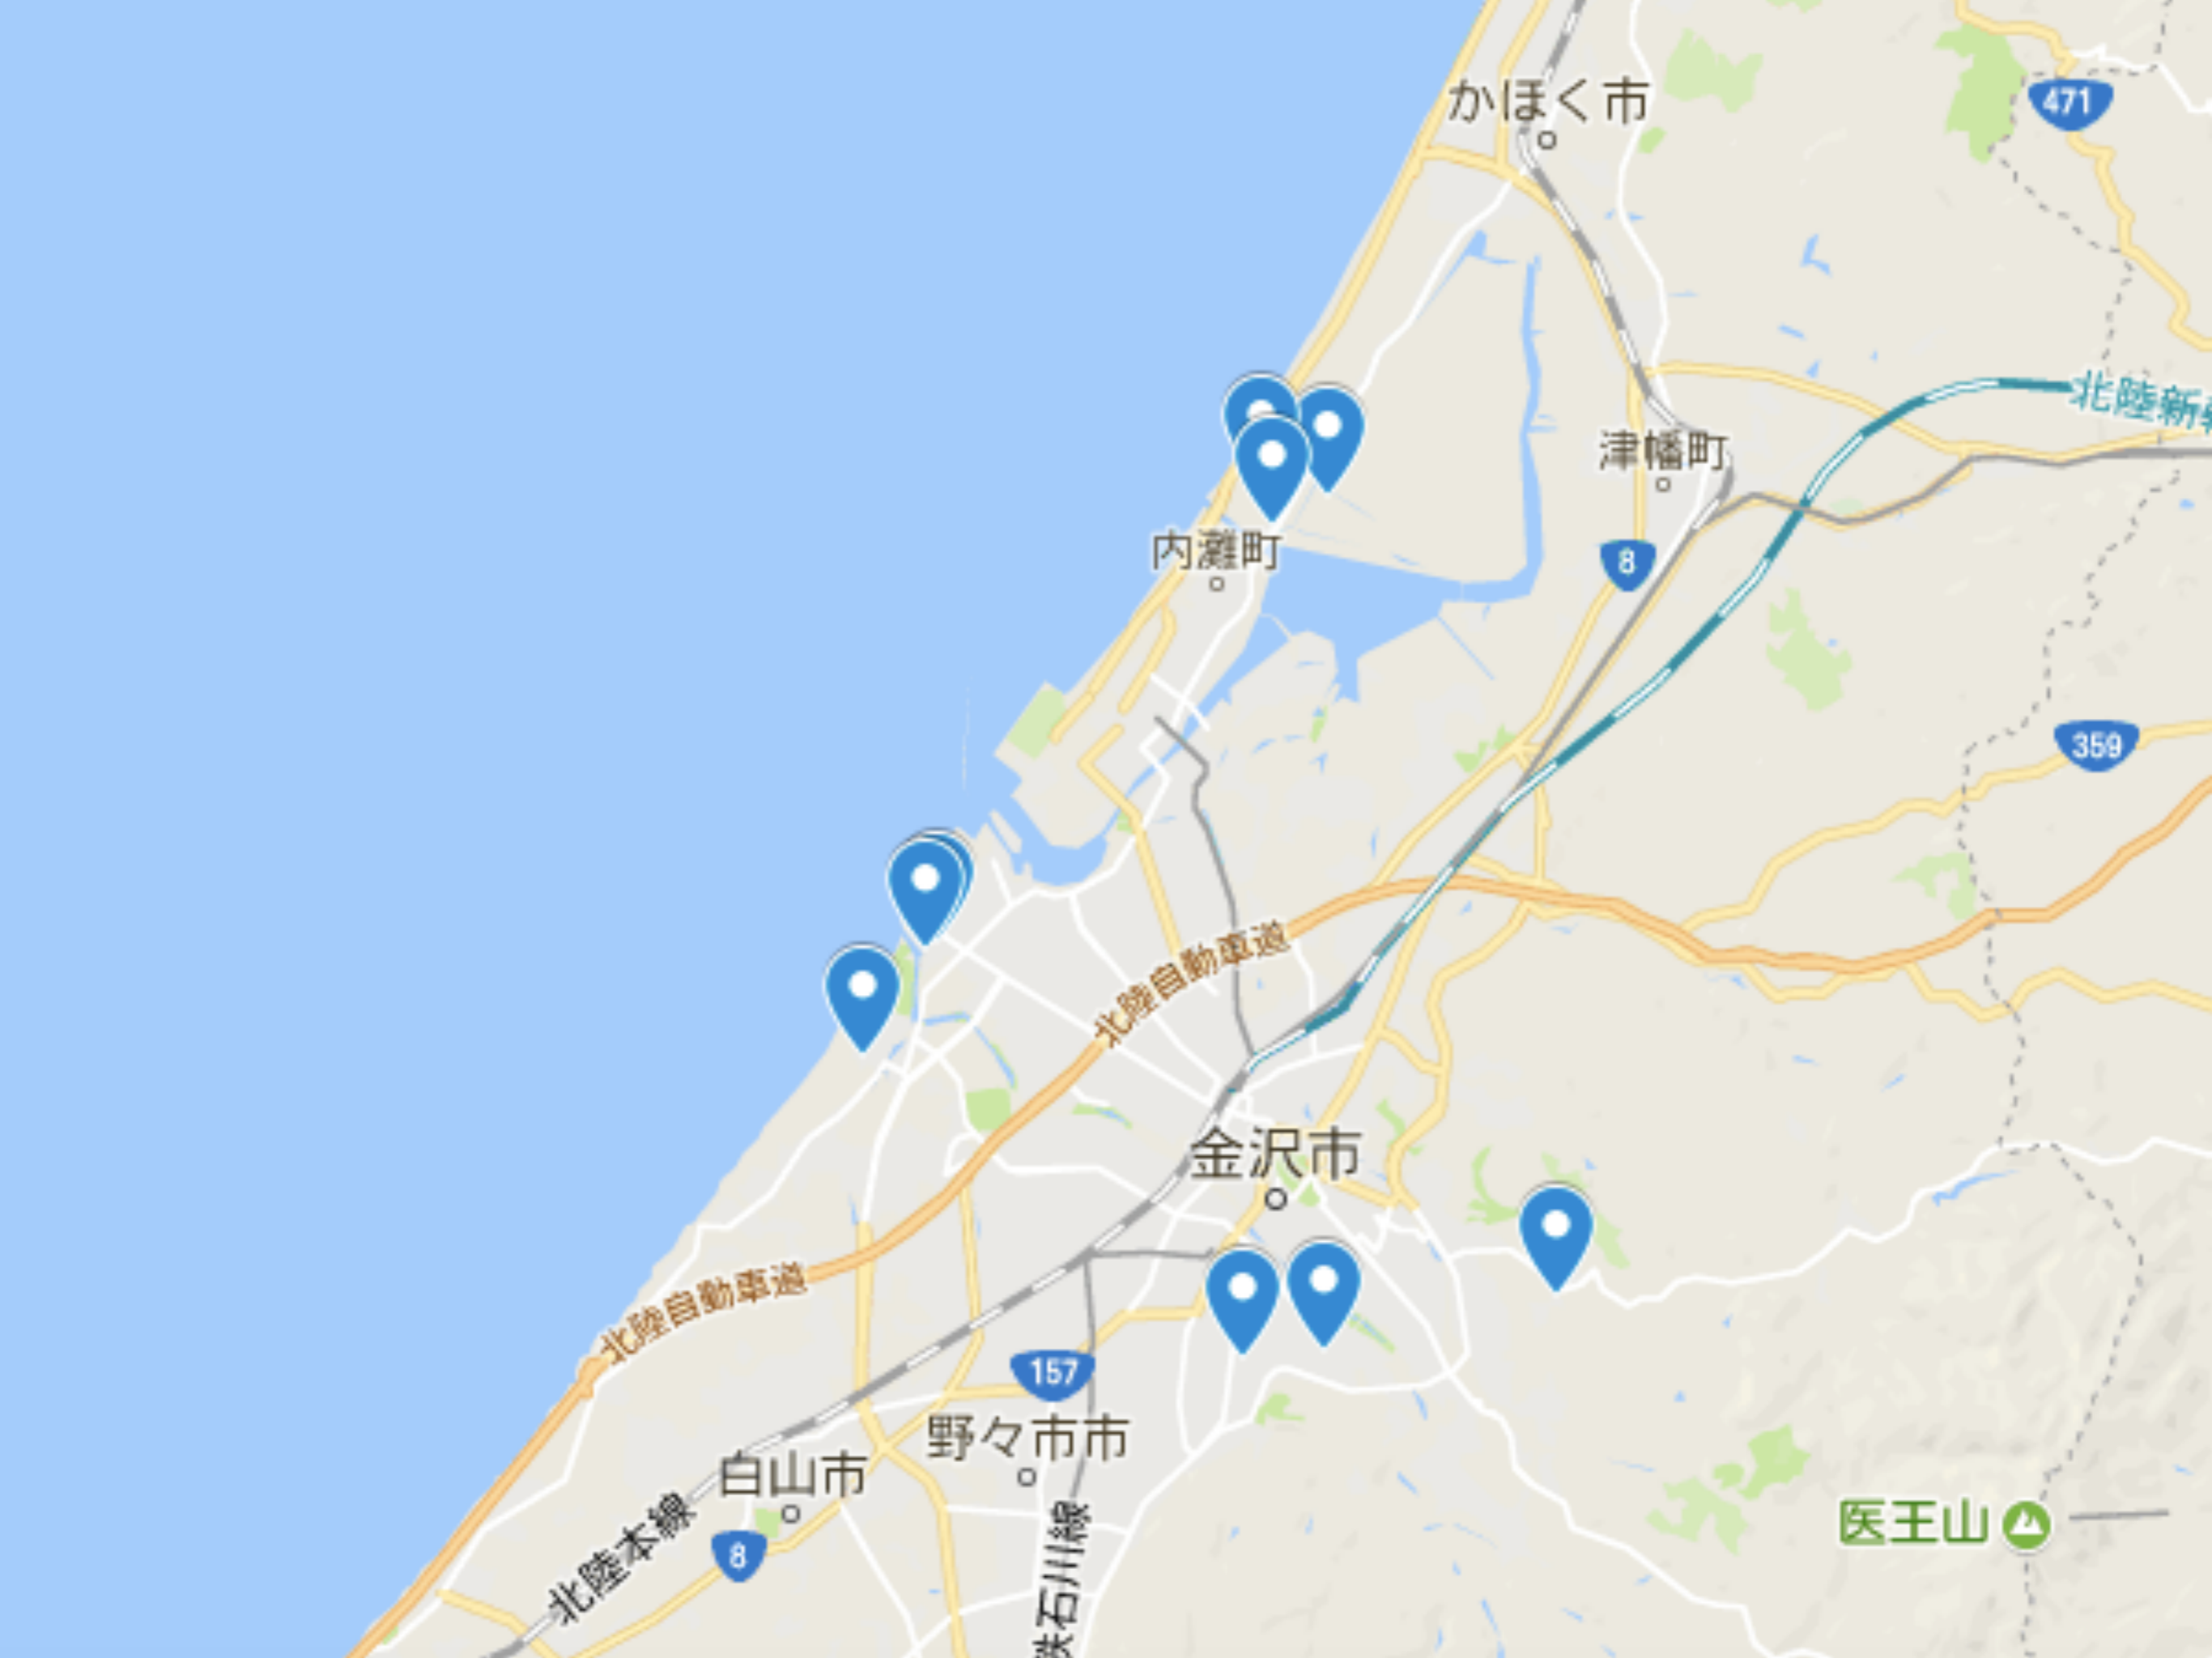 かほく市
471
北陸新
津幡町
内灘町
8
359
北陸自動車道
金沢市
北陸自動車道
157
野々市市
白山市
北陸本線
8
鉄石川線
医王山